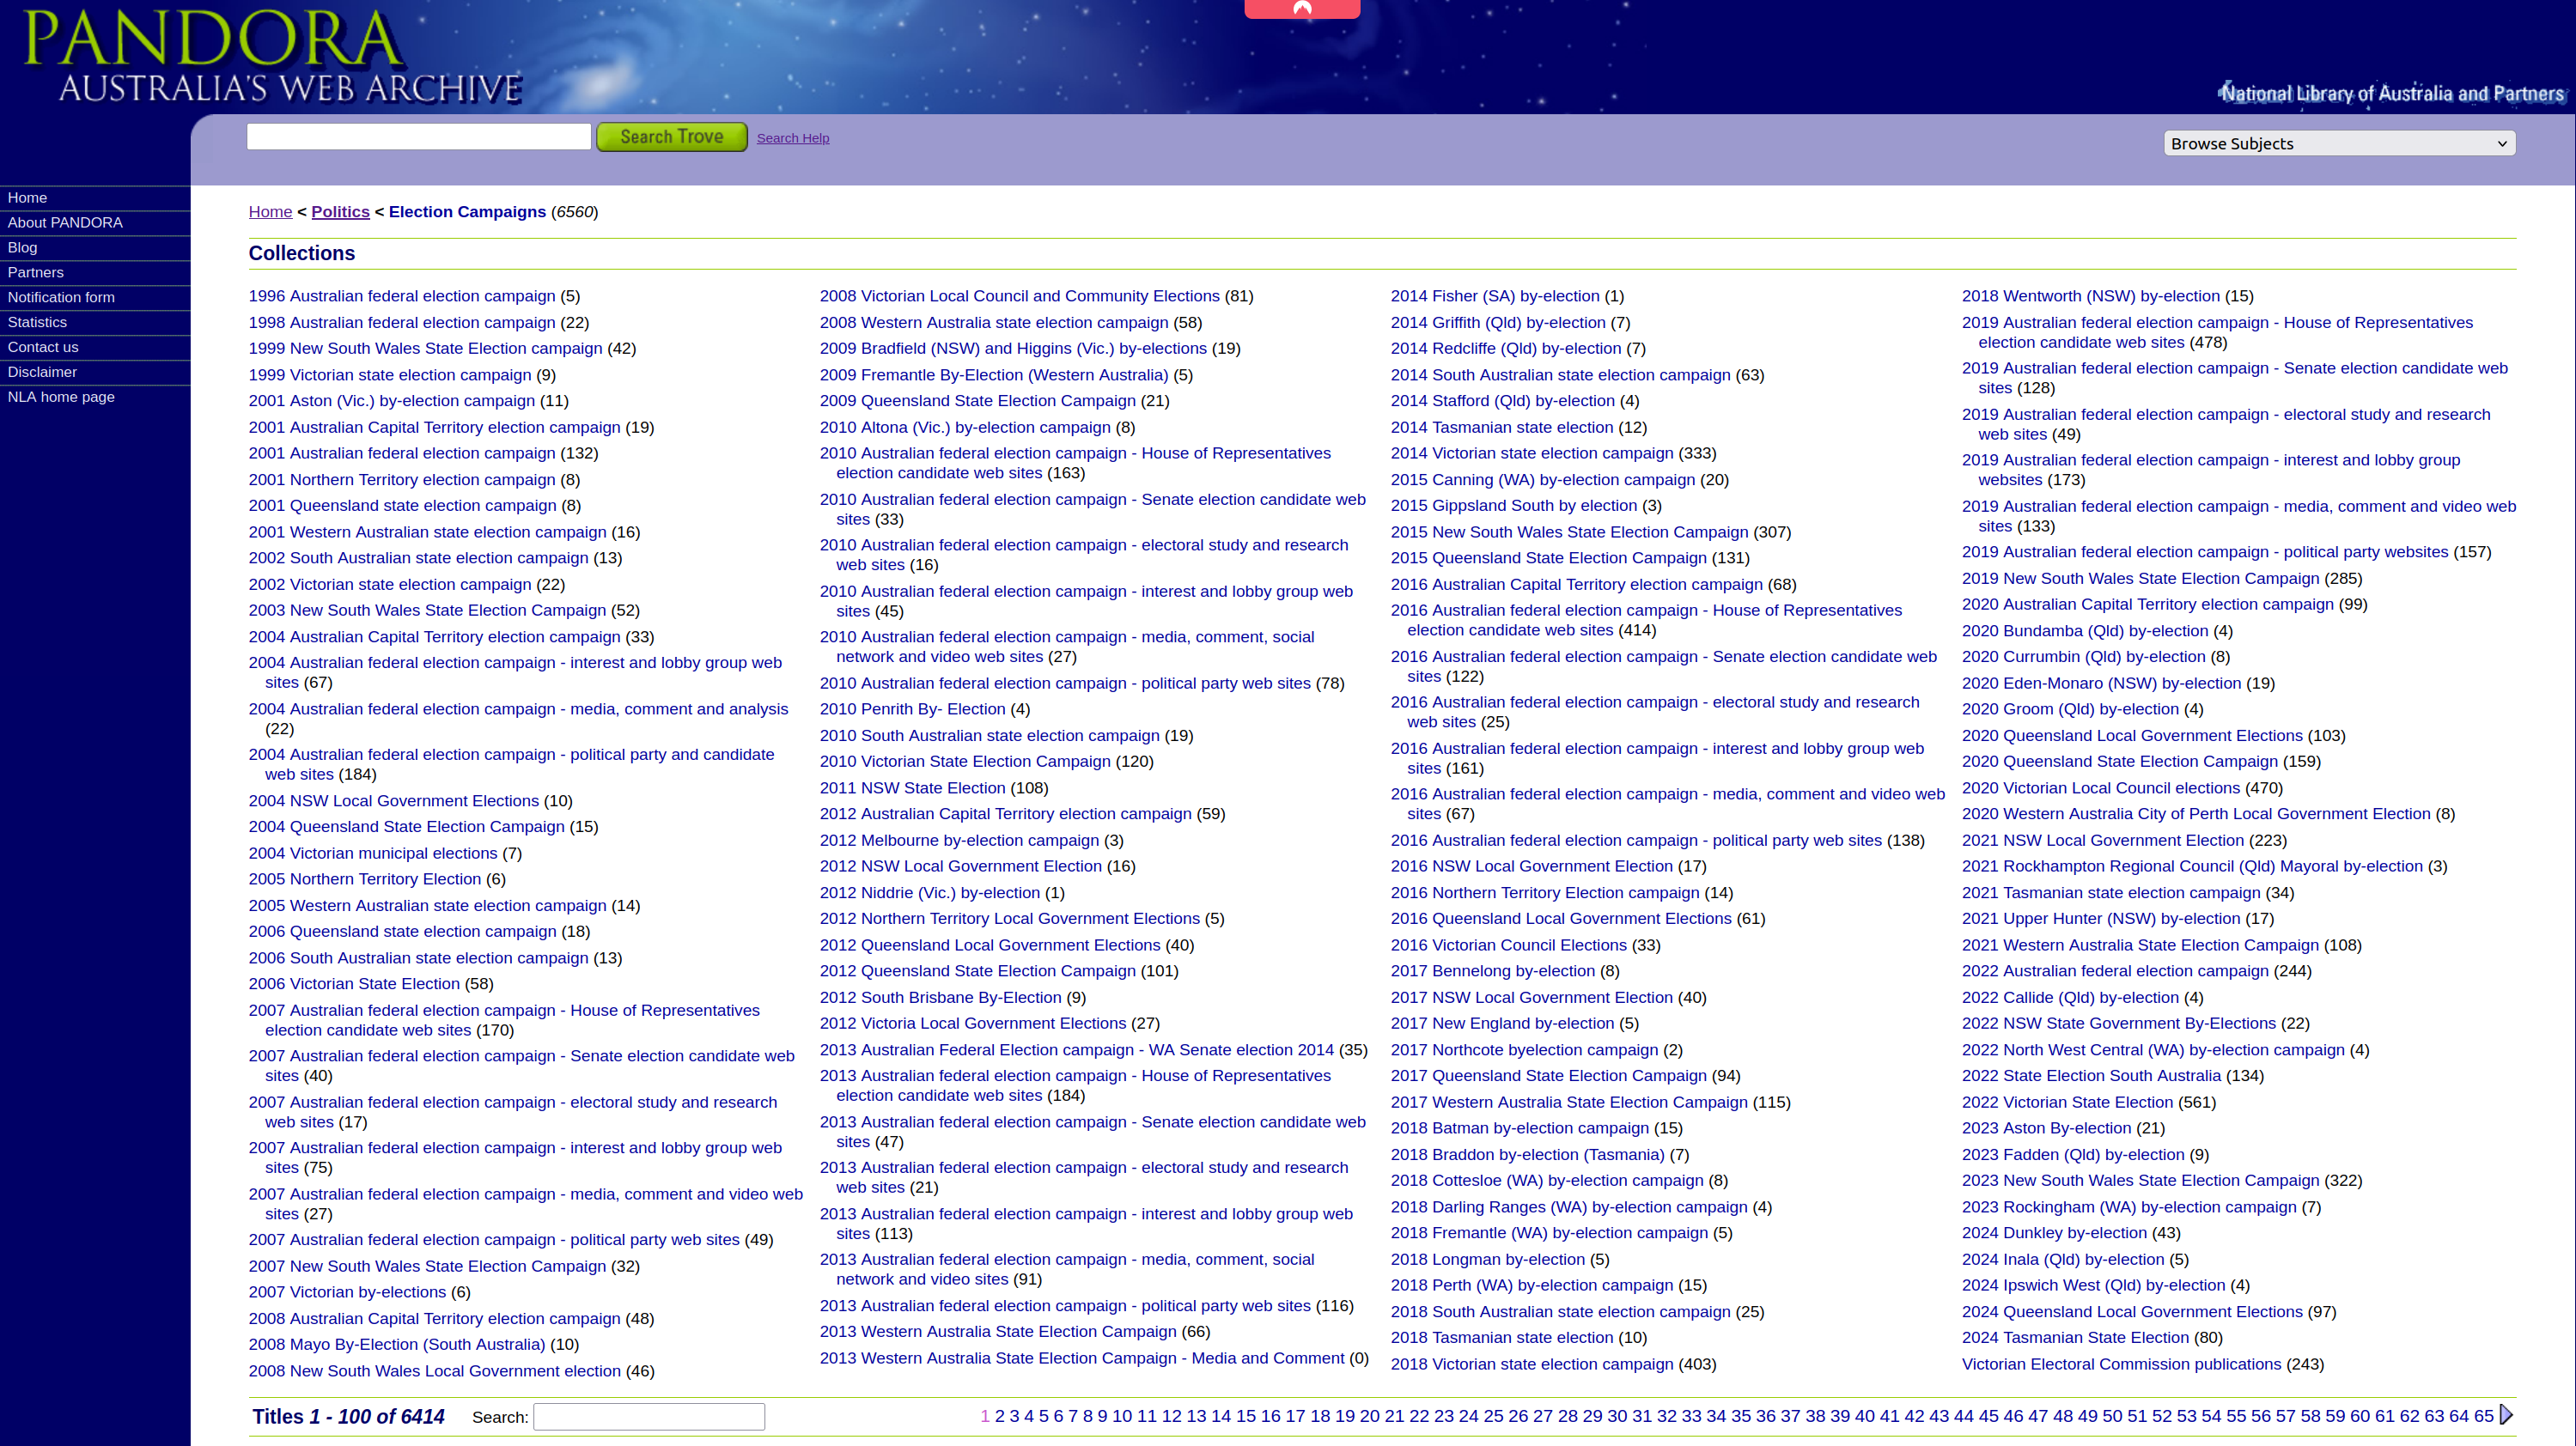 PANDORA
AUSTRALIA'S WEB ARCHIVE
National Library of Australia and Partners
Search Trove
Search Help
Browse Subjects
Home
About PANDORA
Blog
Partners
Notification form
Statistics
Contact us
Disclaimer
NLA home page
Home < Politics < Election Campaigns (6560)
Collections
1996 Australian federal election campaign (5)
1998 Australian federal election campaign (22)
1999 New South Wales State Election campaign (42)
1999 Victorian state election campaign (9)
2001 Aston (Vic.) by-election campaign (11)
2001 Australian Capital Territory election campaign (19)
2001 Australian federal election campaign (132)
2001 Northern Territory election campaign (8)
2001 Queensland state election campaign (8)
2001 Western Australian state election campaign (16)
2002 South Australian state election campaign (13)
2002 Victorian state election campaign (22)
2003 New South Wales State Election Campaign (52)
2004 Australian Capital Territory election campaign (33)
2004 Australian federal election campaign - interest and lobby group web
sites (67)
2004 Australian federal election campaign - media, comment and analysis
(22)
2004 Australian federal election campaign - political party and candidate
web sites (184)
2004 NSW Local Government Elections (10)
2004 Queensland State Election Campaign (15)
2004 Victorian municipal elections (7)
2005 Northern Territory Election (6)
2005 Western Australian state election campaign (14)
2006 Queensland state election campaign (18)
2006 South Australian state election campaign (13)
2006 Victorian State Election (58)
2007 Australian federal election campaign - House of Representatives
election candidate web sites (170)
2007 Australian federal election campaign - Senate election candidate web
sites (40)
2007 Australian federal election campaign - electoral study and research
web sites (17)
2007 Australian federal election campaign - interest and lobby group web
sites (75)
2007 Australian federal election campaign - media, comment and video web
sites (27)
2007 Australian federal election campaign - political party web sites (49)
2007 New South Wales State Election Campaign (32)
2007 Victorian by-elections (6)
2008 Australian Capital Territory election campaign (48)
2008 Mayo By-Election (South Australia) (10)
2008 New South Wales Local Government election (46)
2008 Victorian Local Council and Community Elections (81)
2008 Western Australia state election campaign (58)
2009 Bradfield (NSW) and Higgins (Vic.) by-elections (19)
2009 Fremantle By-Election (Western Australia) (5)
2009 Queensland State Election Campaign (21)
2010 Altona (Vic.) by-election campaign (8)
2010 Australian federal election campaign - House of Representatives
election candidate web sites (163)
2010 Australian federal election campaign - Senate election candidate web
sites (33)
2010 Australian federal election campaign - electoral study and research
web sites (16)
2010 Australian federal election campaign - interest and lobby group web
sites (45)
2010 Australian federal election campaign - media, comment, social
network and video web sites (27)
2010 Australian federal election campaign - political party web sites (78)
2010 Penrith By- Election (4)
2010 South Australian state election campaign (19)
2010 Victorian State Election Campaign (120)
2011 NSW State Election (108)
2012 Australian Capital Territory election campaign (59)
2012 Melbourne by-election campaign (3)
2012 NSW Local Government Election (16)
2012 Niddrie (Vic.) by-election (1)
2012 Northern Territory Local Government Elections (5)
2012 Queensland Local Government Elections (40)
2012 Queensland State Election Campaign (101)
2012 South Brisbane By-Election (9)
2012 Victoria Local Government Elections (27)
2013 Australian Federal Election campaign - WA Senate election 2014 (35)
2013 Australian federal election campaign - House of Representatives
election candidate web sites (184)
2013 Australian federal election campaign - Senate election candidate web
sites (47)
2013 Australian federal election campaign - electoral study and research
web sites (21)
2013 Australian federal election campaign - interest and lobby group web
sites (113)
2013 Australian federal election campaign - media, comment, social
network and video sites (91)
2013 Australian federal election campaign - political party web sites (116)
2013 Western Australia State Election Campaign (66)
2013 Western Australia State Election Campaign - Media and Comment (0)
2014 Fisher (SA) by-election (1)
2014 Griffith (Qld) by-election (7)
2014 Redcliffe (Qld) by-election (7)
2014 South Australian state election campaign (63)
2014 Stafford (Qld) by-election (4)
2014 Tasmanian state election (12)
2014 Victorian state election campaign (333)
2015 Canning (WA) by-election campaign (20)
2015 Gippsland South by election (3)
2015 New South Wales State Election Campaign (307)
2015 Queensland State Election Campaign (131)
2016 Australian Capital Territory election campaign (68)
2016 Australian federal election campaign - House of Representatives
election candidate web sites (414)
2016 Australian federal election campaign - Senate election candidate web
sites (122)
2016 Australian federal election campaign - electoral study and research
web sites (25)
2016 Australian federal election campaign - interest and lobby group web
sites (161)
2016 Australian federal election campaign - media, comment and video web
sites (67)
2016 Australian federal election campaign - political party web sites (138)
2016 NSW Local Government Election (17)
2016 Northern Territory Election campaign (14)
2016 Queensland Local Government Elections (61)
2016 Victorian Council Elections (33)
2017 Bennelong by-election (8)
2017 NSW Local Government Election (40)
2017 New England by-election (5)
2017 Northcote byelection campaign (2)
2017 Queensland State Election Campaign (94)
2017 Western Australia State Election Campaign (115)
2018 Batman by-election campaign (15)
2018 Braddon by-election (Tasmania) (7)
2018 Cottesloe (WA) by-election campaign (8)
2018 Darling Ranges (WA) by-election campaign (4)
2018 Fremantle (WA) by-election campaign (5)
2018 Longman by-election (5)
2018 Perth (WA) by-election campaign (15)
2018 South Australian state election campaign (25)
2018 Tasmanian state election (10)
2018 Victorian state election campaign (403)
2018 Wentworth (NSW) by-election (15)
2019 Australian federal election campaign - House of Representatives
election candidate web sites (478)
2019 Australian federal election campaign - Senate election candidate web
sites (128)
2019 Australian federal election campaign - electoral study and research
web sites (49)
2019 Australian federal election campaign - interest and lobby group
websites (173)
2019 Australian federal election campaign - media, comment and video web
sites (133)
2019 Australian federal election campaign - political party websites (157)
2019 New South Wales State Election Campaign (285)
2020 Australian Capital Territory election campaign (99)
2020 Bundamba (Qld) by-election (4)
2020 Currumbin (Qld) by-election (8)
2020 Eden-Monaro (NSW) by-election (19)
2020 Groom (Qld) by-election (4)
2020 Queensland Local Government Elections (103)
2020 Queensland State Election Campaign (159)
2020 Victorian Local Council elections (470)
2020 Western Australia City of Perth Local Government Election (8)
2021 NSW Local Government Election (223)
2021 Rockhampton Regional Council (Qld) Mayoral by-election (3)
2021 Tasmanian state election campaign (34)
2021 Upper Hunter (NSW) by-election (17)
2021 Western Australia State Election Campaign (108)
2022 Australian federal election campaign (244)
2022 Callide (Qld) by-election (4)
2022 NSW State Government By-Elections (22)
2022 North West Central (WA) by-election campaign (4)
2022 State Election South Australia (134)
2022 Victorian State Election (561)
2023 Aston By-election (21)
2023 Fadden (Qld) by-election (9)
2023 New South Wales State Election Campaign (322)
2023 Rockingham (WA) by-election campaign (7)
2024 Dunkley by-election (43)
2024 Inala (Qld) by-election (5)
2024 Ipswich West (Qld) by-election (4)
2024 Queensland Local Government Elections (97)
2024 Tasmanian State Election (80)
Victorian Electoral Commission publications (243)
Titles 1 - 100 of 6414 Search: 1 2 3 4 5 6 7 8 9 10 11 12 13 14 15 16 17 18 19 20 21 22 23 24 25 26 27 28 29 30 31 32 33 34 35 36 37 38 39 40 41 42 43 44 45 46 47 48 49 50 51 52 53 54 55 56 57 58 59 60 61 62 63 64 65